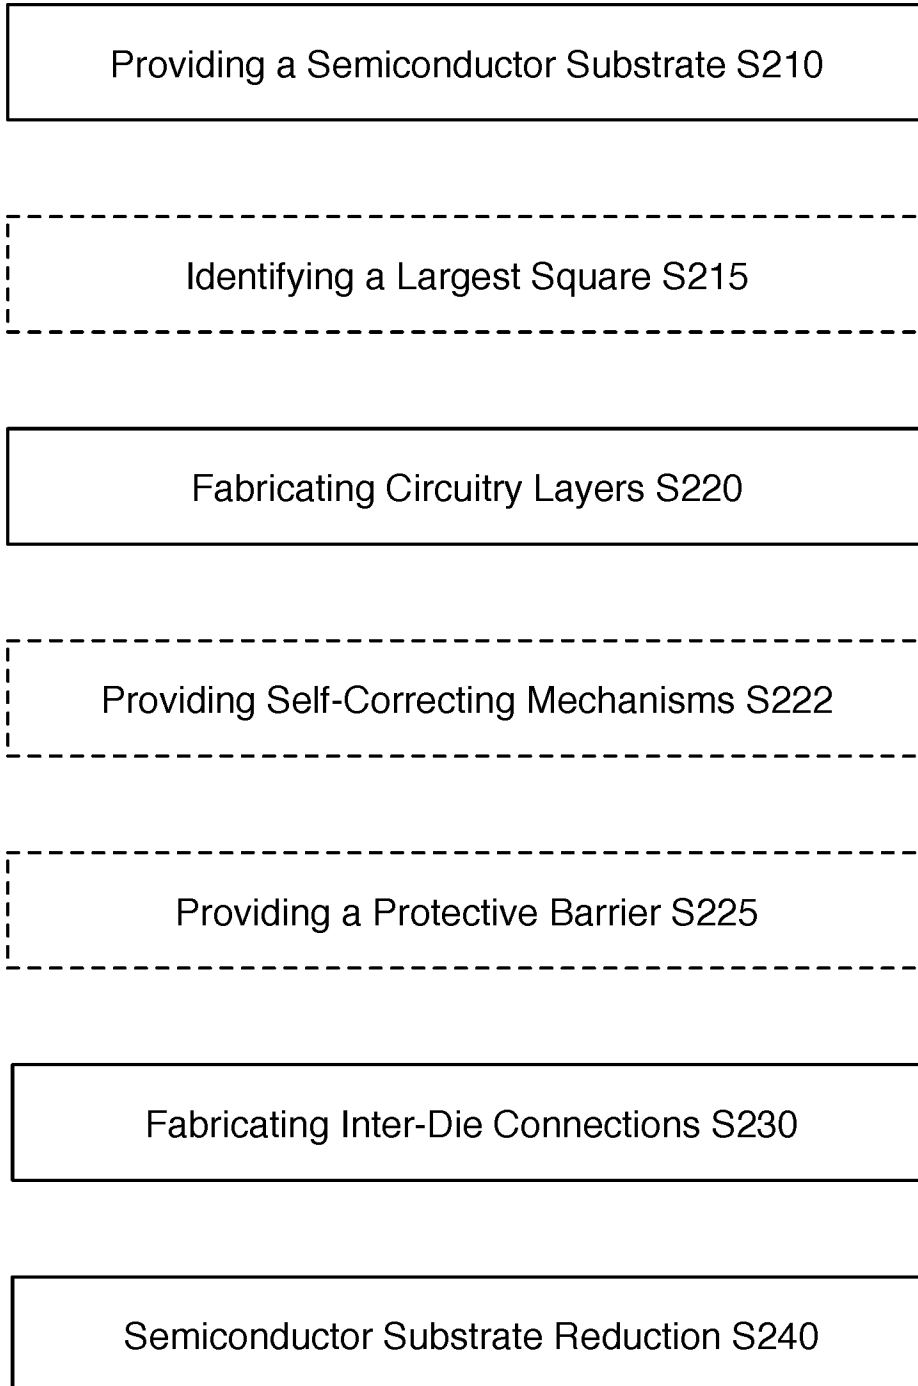 Providing a Semiconductor Substrate S210
Identifying a Largest Square S215
Fabricating Circuitry Layers S220
Providing Self-Correcting Mechanisms S222
Providing a Protective Barrier S225
Fabricating Inter-Die Connections S230
Semiconductor Substrate Reduction S240